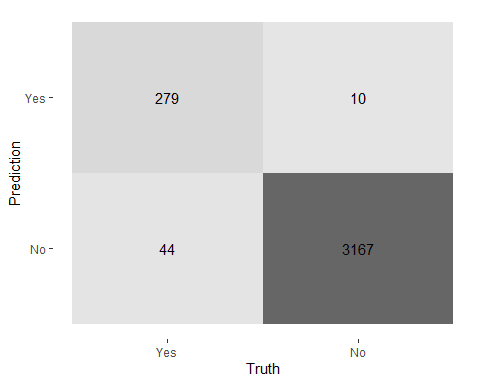 Yes
279
10
Prediction
No
44
3167
Yes
No
Truth